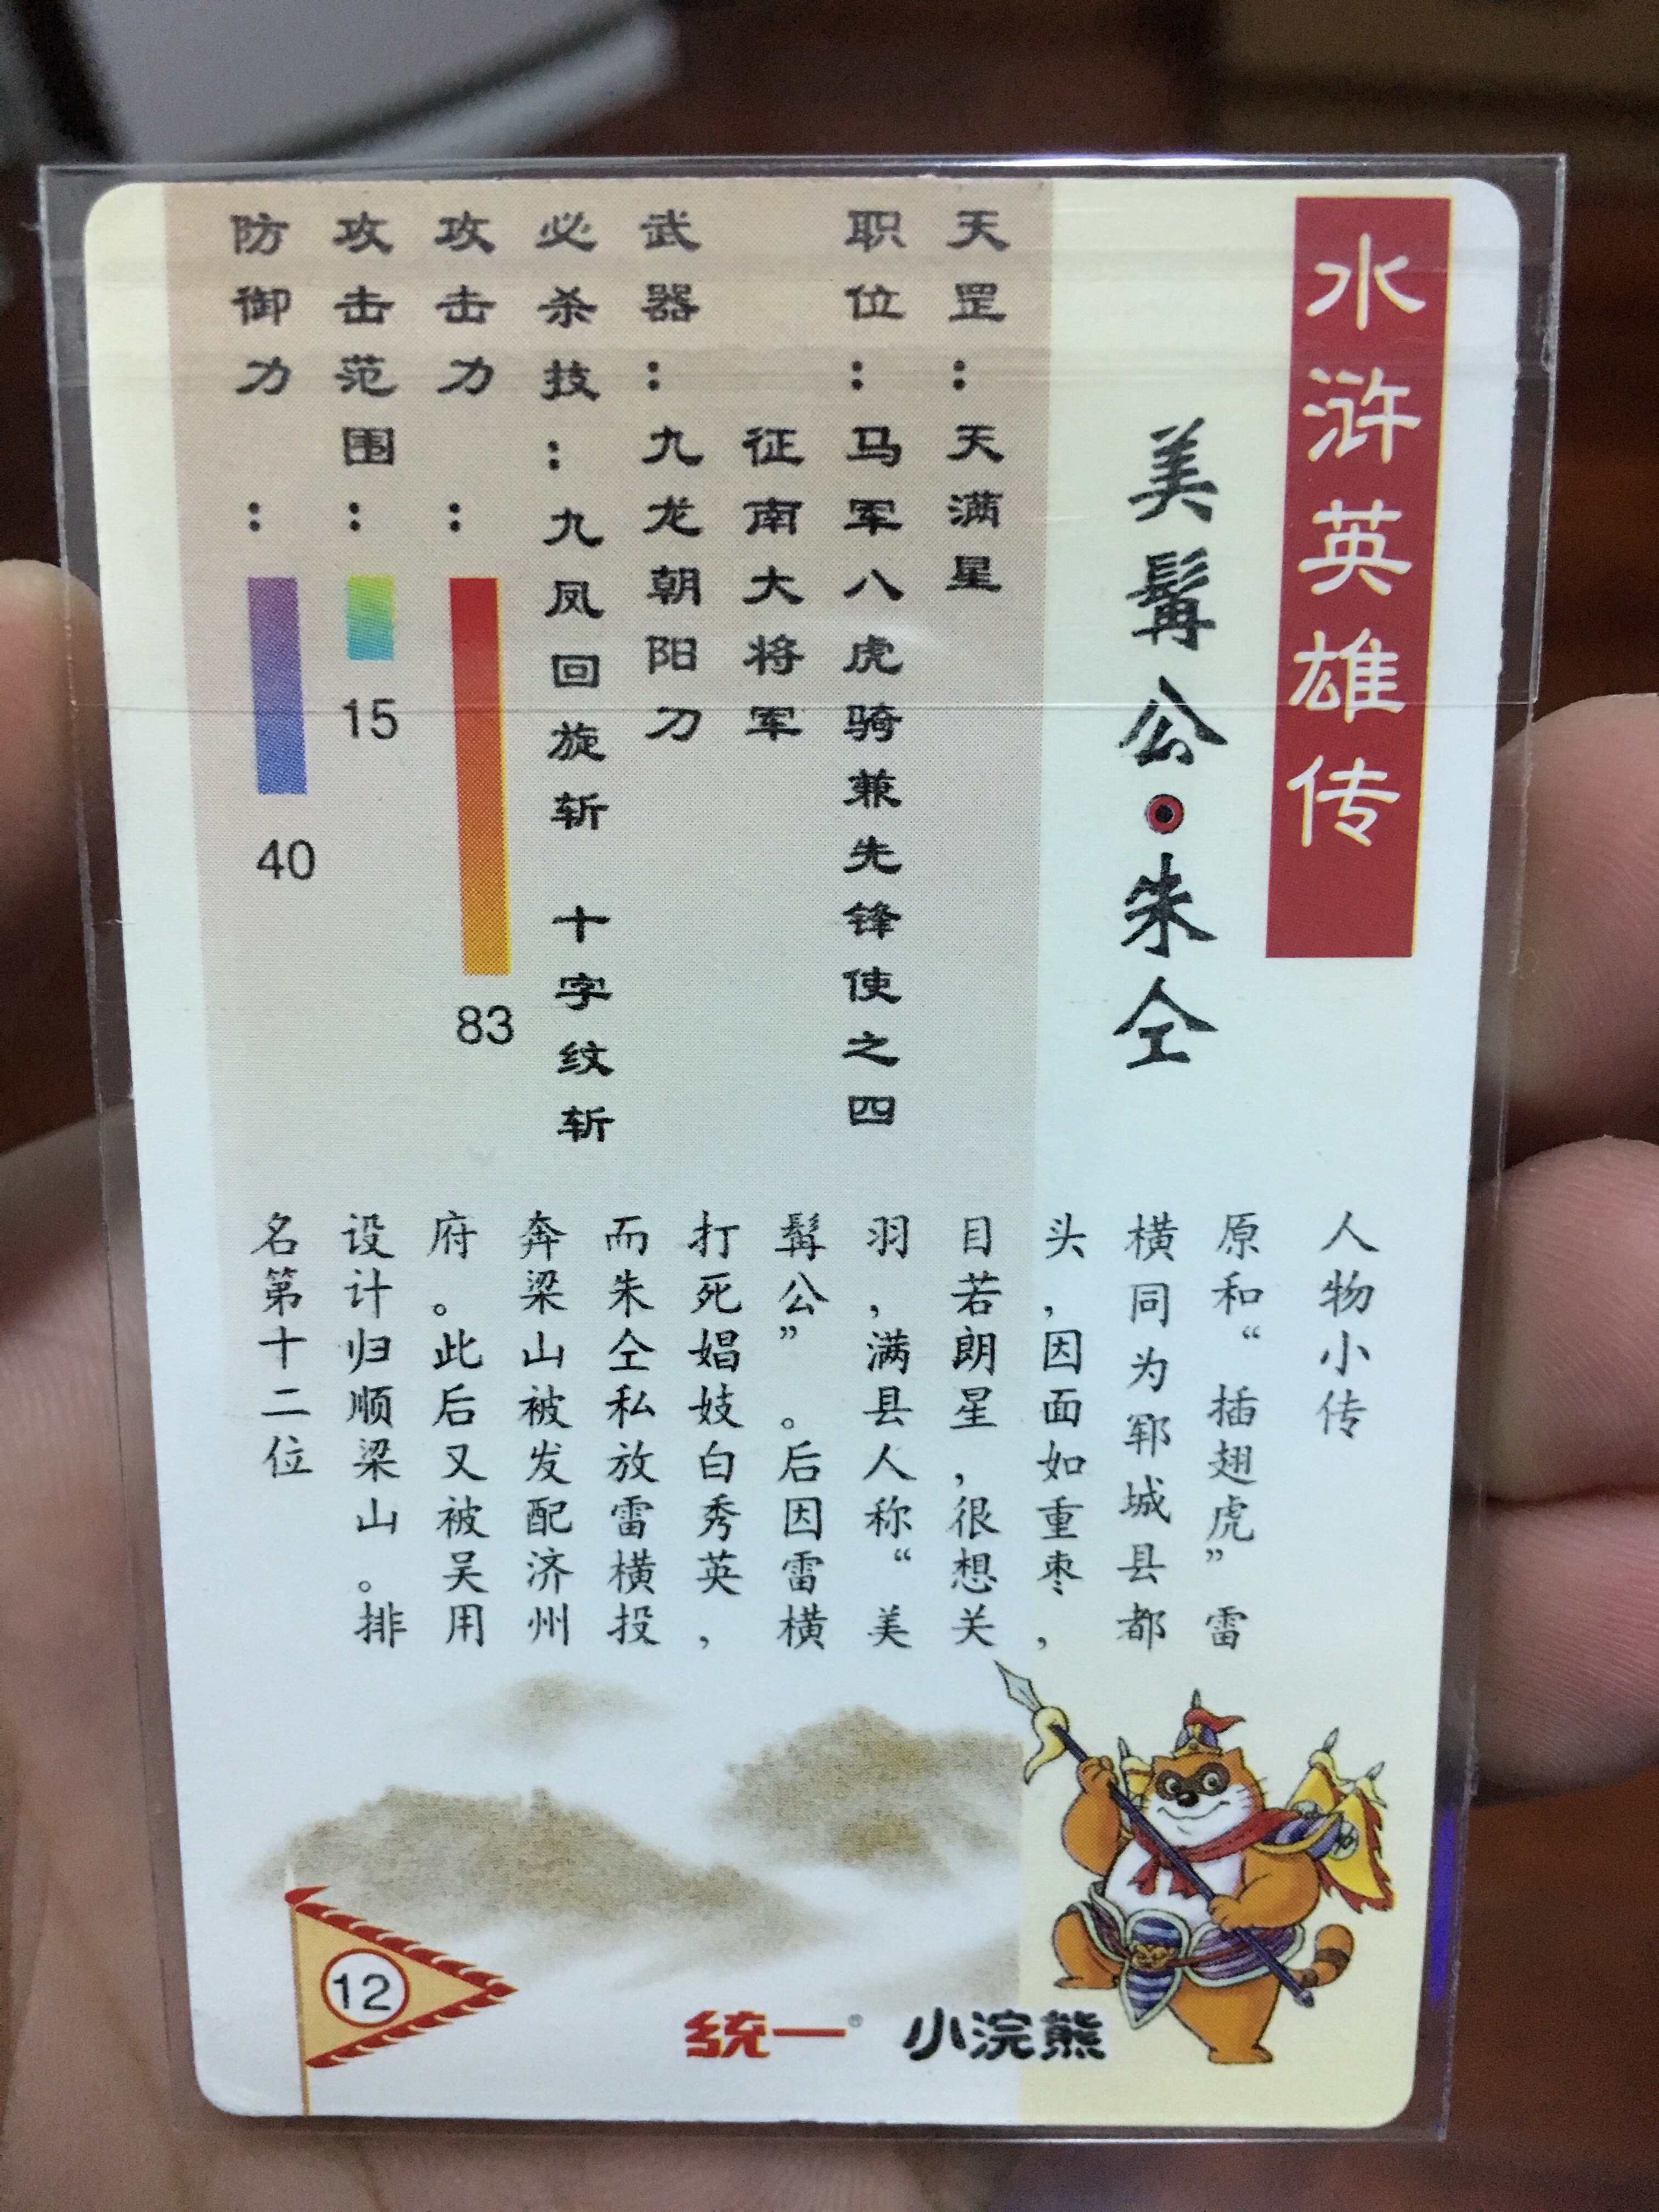 水浒英雄传
美髯公·朱仝
天罡：天满星
职位：马军八虎骑兼先锋使之四
征南大将军
武器：九龙朝阳刀
必杀技：九凤回旋斩 十字纹斩
攻击力：
83
攻击范围：
15
防御力：
40
人物小传
原和“插翅虎”雷
横同为郓城县都
头，因面如重枣，
目若朗星，很想关
羽，满县人称“美
髯公”。后因雷横
打死娼妓白秀英，
而朱仝私放雷横投
奔梁山被发配济州
府。此后又被吴用
设计归顺梁山。排
名第十二位
12
统一® 小浣熊